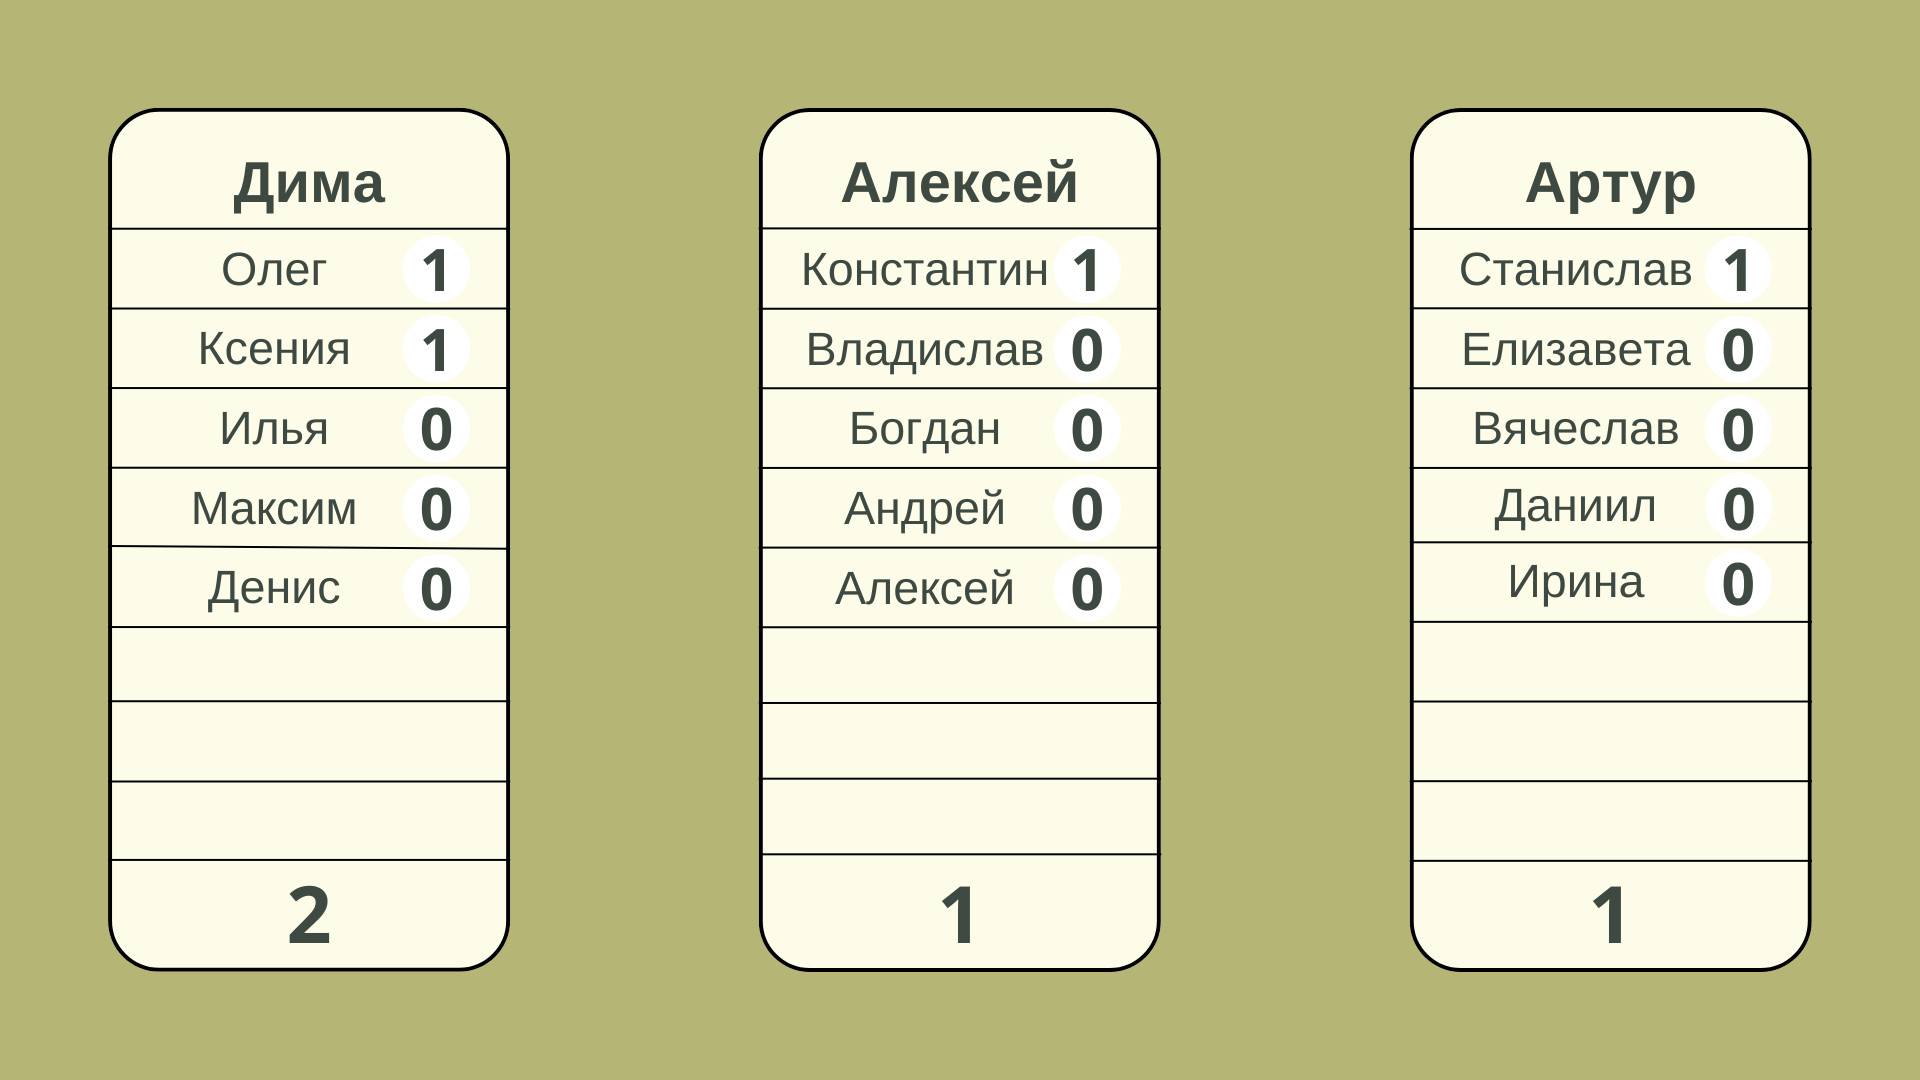 Дима
Олег 1
Ксения 1
Илья 0
Максим 0
Денис 0
2
Алексей
Константин 1
Владислав 0
Богдан 0
Андрей 0
Алексей 0
1
Артур
Станислав 1
Елизавета 0
Вячеслав 0
Даниил 0
Ирина 0
1